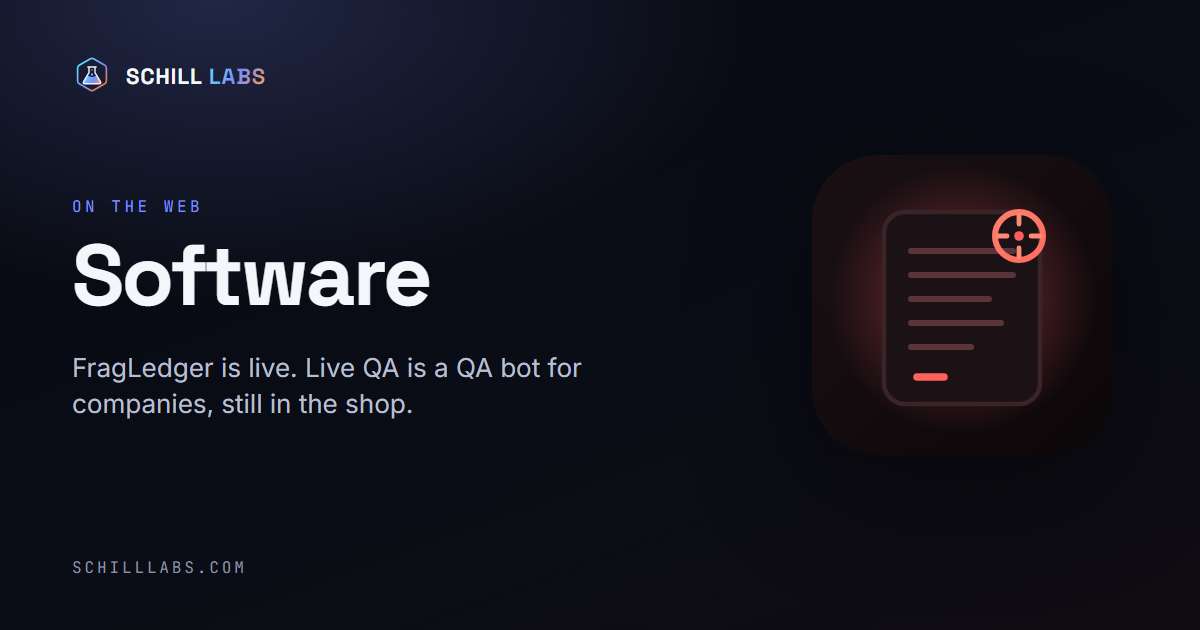 SCHILL LABS
ON THE WEB
Software
FragLedger is live. Live QA is a QA bot for
companies, still in the shop.
SCHILLLABS.COM